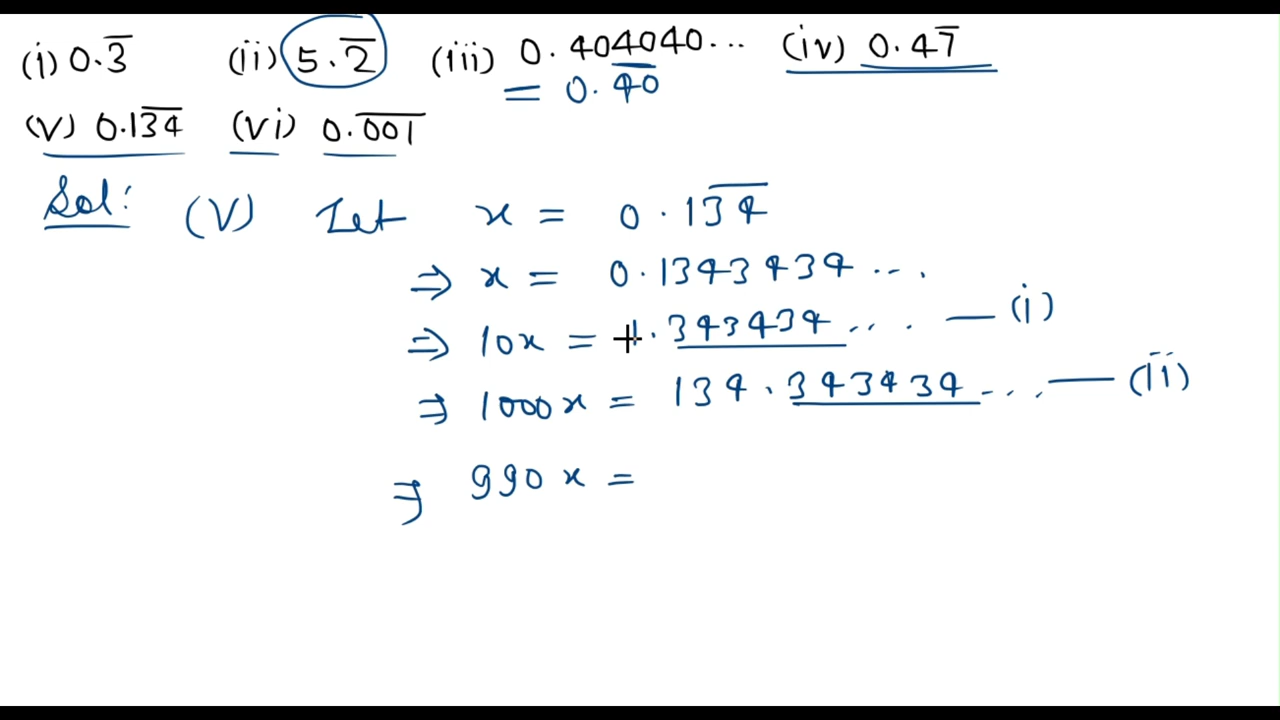 (i) 0.3̅ (ii) 5.2̅ (iii) 0.404040... (iv) 0.47̅
= 0.40
(v) 0.13̅4̅ (vi) 0.0̅0̅1̅
Sol: (v) Let x = 0.13̅4̅
⇒ x = 0.1343434...
⇒ 10x = 1.343434... — (i)
⇒ 1000x = 134.343434... — (ii)
⇒ 990x =